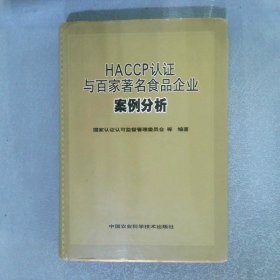 HACCP认证
与百家著名食品企业
案例分析
国家认证认可监督管理委员会 等 编著
中国农业科学技术出版社